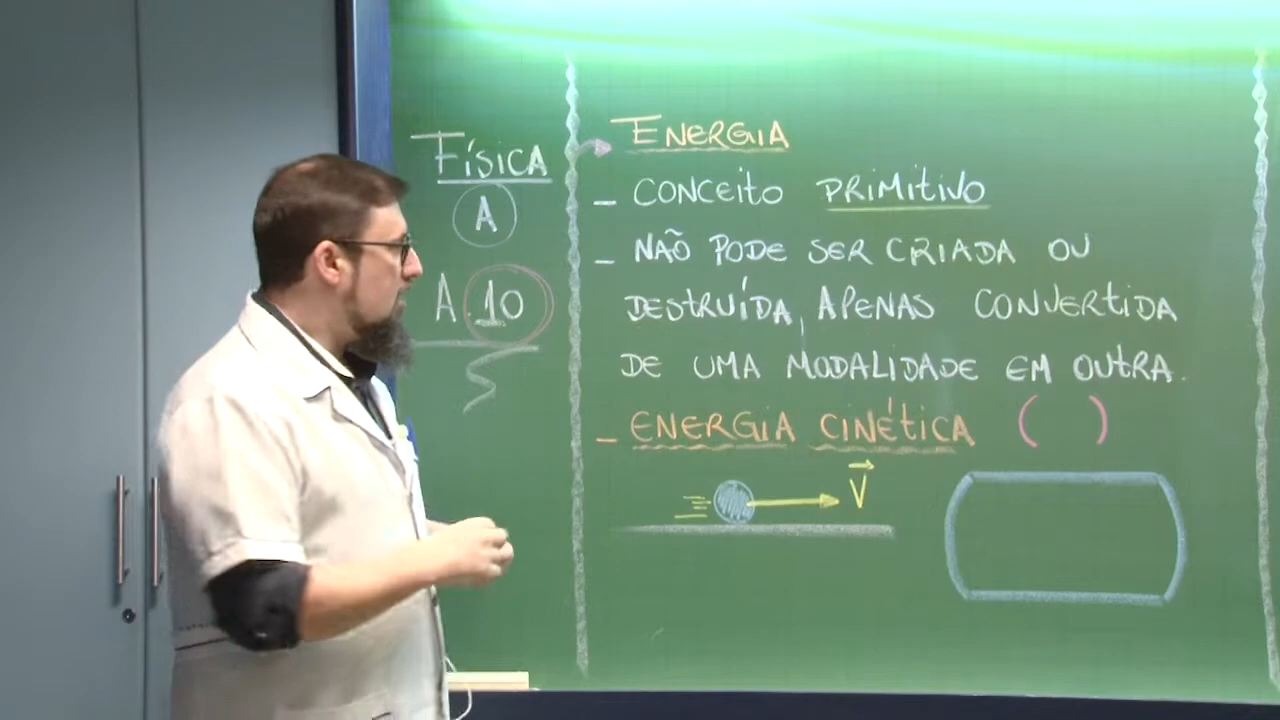 FÍSICA
A
A 10
ENERGIA
- CONCEITO PRIMITIVO
- NÃO PODE SER CRIADA OU
DESTRUÍDA, APENAS CONVERTIDA
DE UMA MODALIDADE EM OUTRA.
- ENERGIA CINÉTICA ( )
V